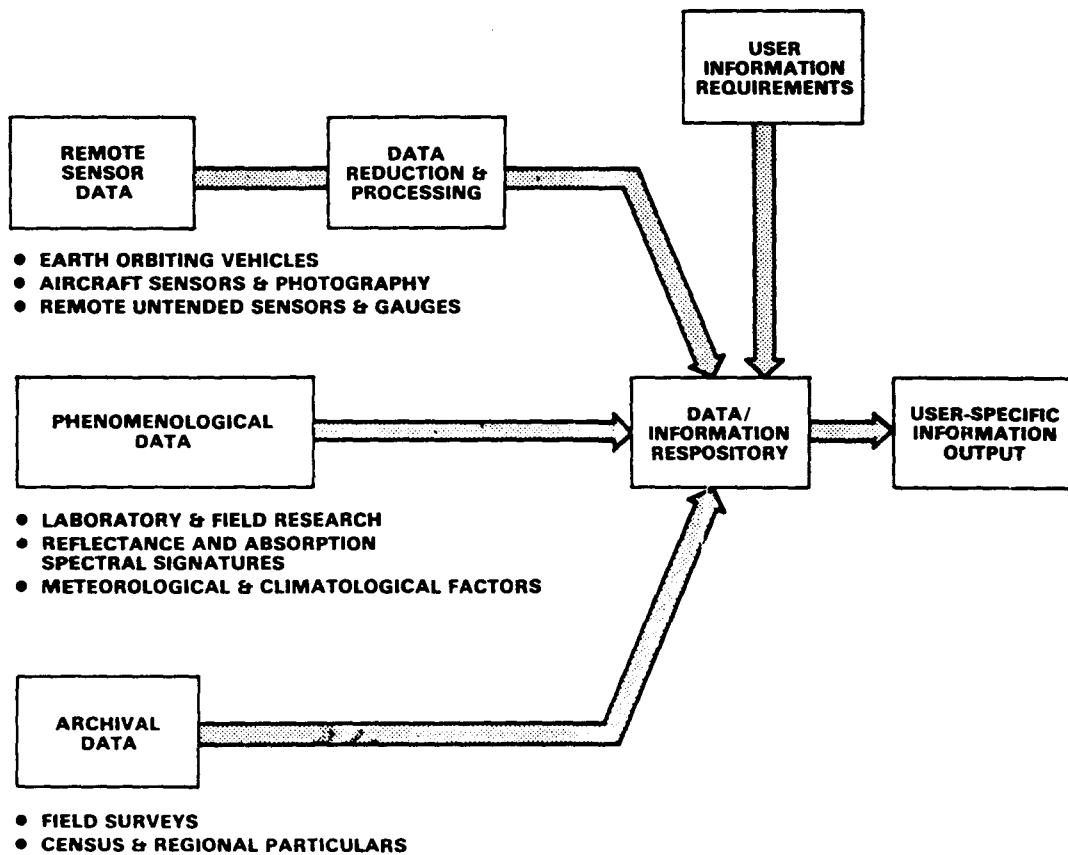 USER
INFORMATION
REQUIREMENTS
REMOTE
SENSOR
DATA
DATA
REDUCTION &
PROCESSING
● EARTH ORBITING VEHICLES
● AIRCRAFT SENSORS & PHOTOGRAPHY
● REMOTE UNTENDED SENSORS & GAUGES
PHENOMENOLOGICAL
DATA
DATA/
INFORMATION
RESPOSITORY
USER-SPECIFIC
INFORMATION
OUTPUT
● LABORATORY & FIELD RESEARCH
● REFLECTANCE AND ABSORPTION
SPECTRAL SIGNATURES
● METEOROLOGICAL & CLIMATOLOGICAL FACTORS
ARCHIVAL
DATA
● FIELD SURVEYS
● CENSUS & REGIONAL PARTICULARS